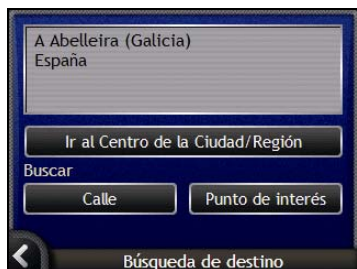 A Abelleira (Galicia)
España
Ir al Centro de la Ciudad/Región
Buscar
Calle
Punto de interés
Búsqueda de destino